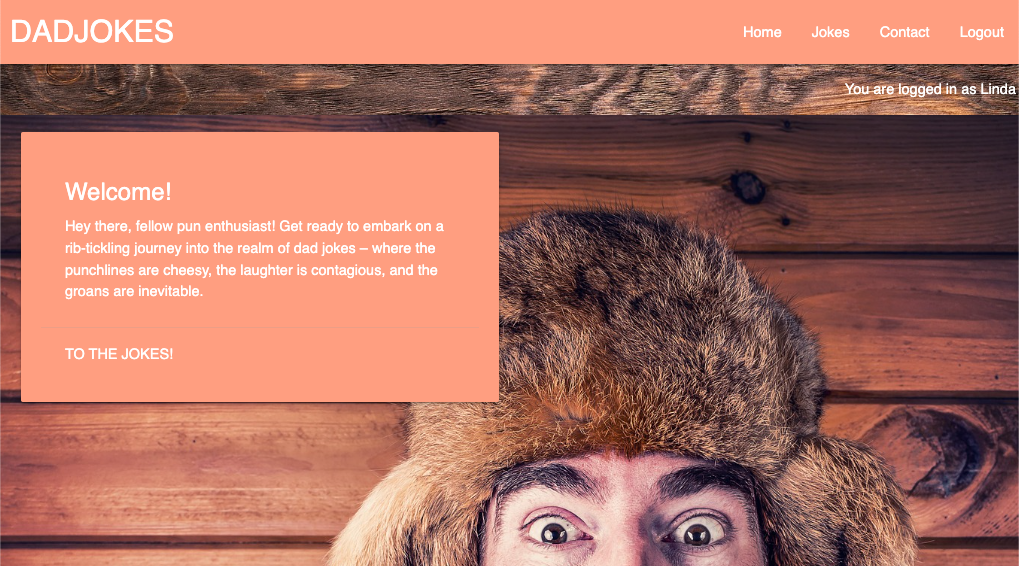 DADJOKES
Home Jokes Contact Logout
You are logged in as Linda
Welcome!
Hey there, fellow pun enthusiast! Get ready to embark on a
rib-tickling journey into the realm of dad jokes – where the
punchlines are cheesy, the laughter is contagious, and the
groans are inevitable.
TO THE JOKES!